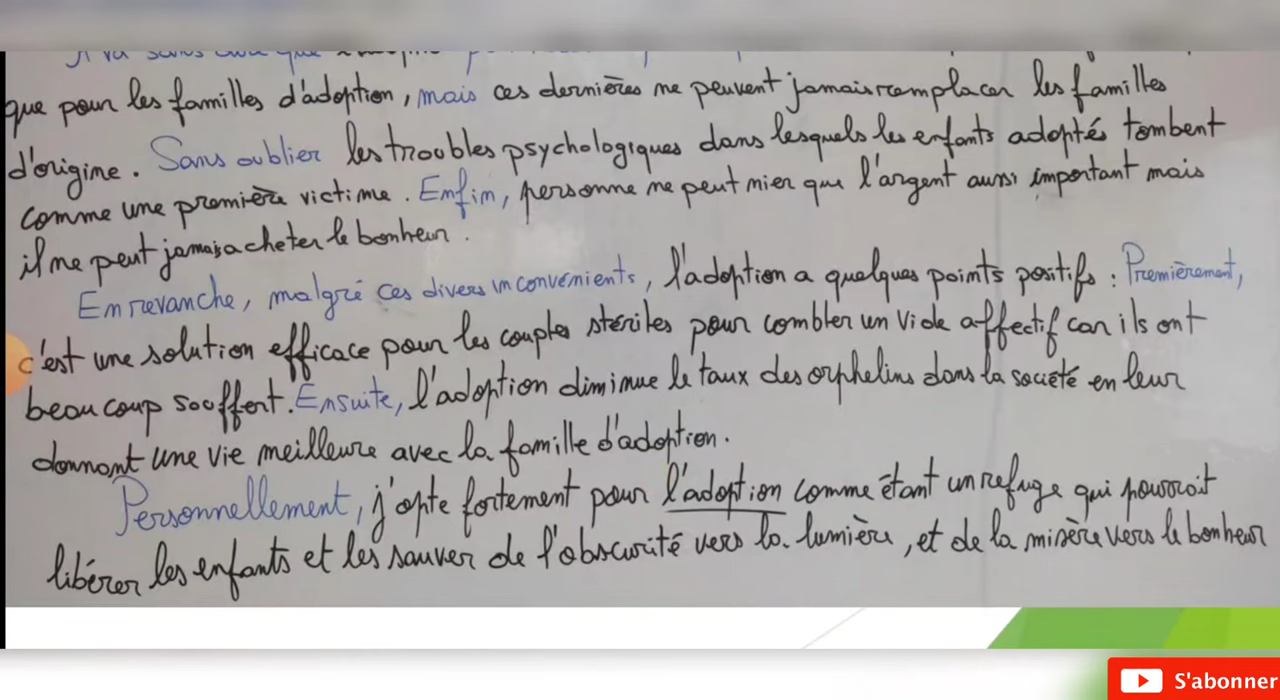 Il va sans dire que
que pour les familles d'adoption, mais ces dernières ne peuvent jamais remplacer les familles
d'origine. Sans oublier les troubles psychologiques dans lesquels les enfants adoptés tombent
comme une première victime. Enfin, personne ne peut nier que l'argent aussi important mais
il ne peut jamais acheter le bonheur.
En revanche, malgré ces divers inconvénients, l'adoption a quelques points positifs : Premièrement,
c'est une solution efficace pour les couples stériles pour combler un vide affectif car ils ont
beaucoup souffert. Ensuite, l'adoption diminue le taux des orphelins dans la société en leur
donnant une vie meilleure avec la famille d'adoption.
Personnellement, j'opte fortement pour l'adoption comme étant un refuge qui pourrait
libérer les enfants et les sauver de l'obscurité vers la lumière, et de la misère vers le bonheur
S'abonner